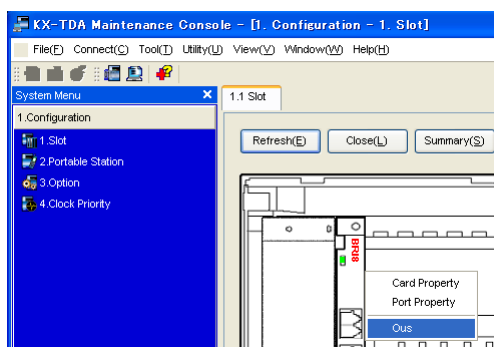 KX-TDA Maintenance Console - [1. Configuration - 1. Slot]
File(F) Connect(C) Tool(T) Utility(U) View(V) Window(W) Help(H)
System Menu
1.1 Slot
1.Configuration
1.Slot
2.Portable Station
3.Option
4.Clock Priority
Refresh(E) Close(L) Summary(S)
BRI8
Card Property
Port Property
Ous